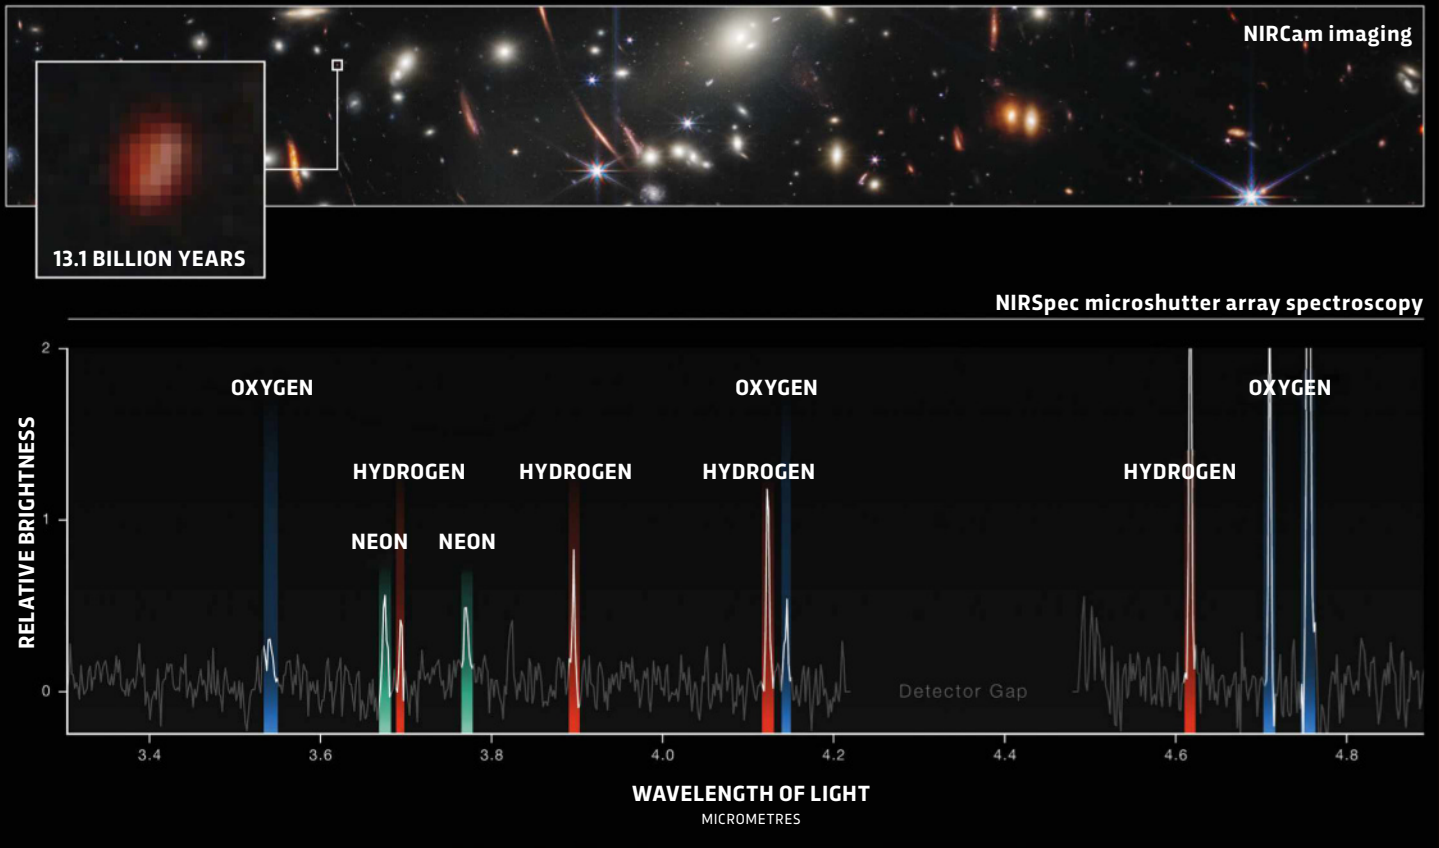 NIRCam imaging
13.1 BILLION YEARS
NIRSpec microshutter array spectroscopy
2
OXYGEN
OXYGEN
OXYGEN
HYDROGEN
HYDROGEN
HYDROGEN
HYDROGEN
1
NEON
NEON
RELATIVE BRIGHTNESS
0
Detector Gap
3.4
3.6
3.8
4.0
4.2
4.4
4.6
4.8
WAVELENGTH OF LIGHT
MICROMETRES